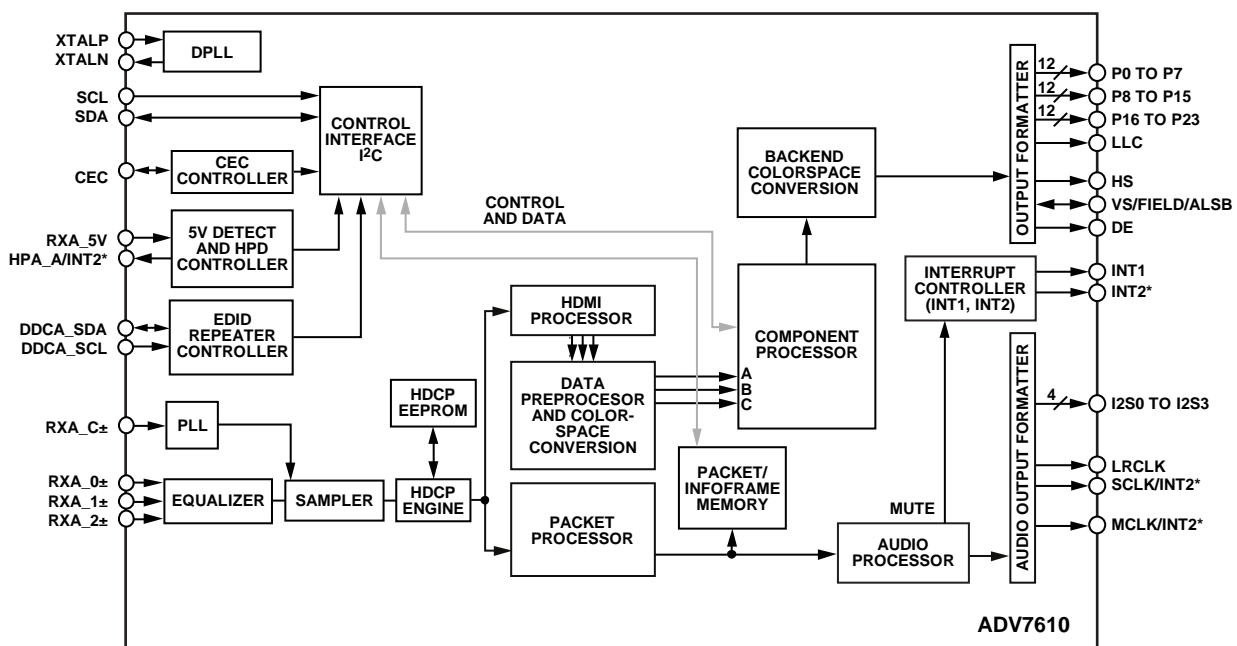 XTALP
XTALN
DPLL
SCL
SDA
CONTROL
INTERFACE
I2C
CEC
CEC
CONTROLLER
RXA_5V
HPA_A/INT2*
5V DETECT
AND HPD
CONTROLLER
DDCA_SDA
DDCA_SCL
EDID
REPEATER
CONTROLLER
RXA_C±
PLL
RXA_0±
RXA_1±
RXA_2±
EQUALIZER
SAMPLER
HDCP
EEPROM
HDCP
ENGINE
CONTROL
AND DATA
HDMI
PROCESSOR
DATA
PREPROCESOR
AND COLOR-
SPACE
CONVERSION
PACKET
PROCESSOR
PACKET/
INFOFRAME
MEMORY
A
B
C
COMPONENT
PROCESSOR
BACKEND
COLORSPACE
CONVERSION
MUTE
AUDIO
PROCESSOR
INTERRUPT
CONTROLLER
(INT1, INT2)
OUTPUT FORMATTER
12
P0 TO P7
12
P8 TO P15
12
P16 TO P23
LLC
HS
VS/FIELD/ALSB
DE
INT1
INT2*
AUDIO OUTPUT FORMATTER
4
I2S0 TO I2S3
LRCLK
SCLK/INT2*
MCLK/INT2*
ADV7610